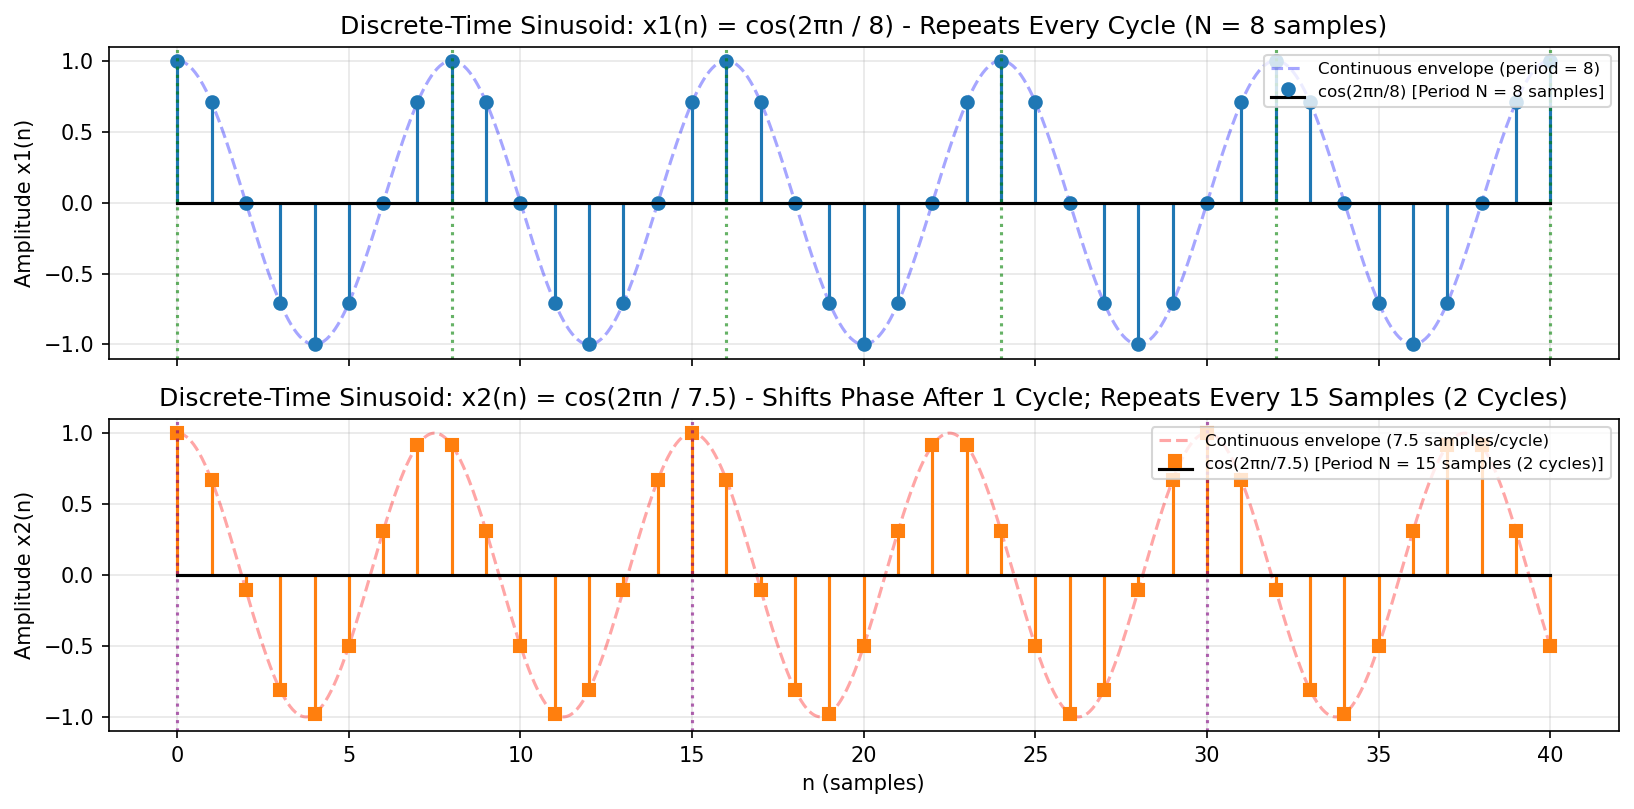 Discrete-Time Sinusoid: x1(n) = cos(2πn / 8) - Repeats Every Cycle (N = 8 samples)
Amplitude x1(n)
1.0
0.5
0.0
−0.5
−1.0
Continuous envelope (period = 8)
cos(2πn/8) [Period N = 8 samples]
Discrete-Time Sinusoid: x2(n) = cos(2πn / 7.5) - Shifts Phase After 1 Cycle; Repeats Every 15 Samples (2 Cycles)
Amplitude x2(n)
1.0
0.5
0.0
−0.5
−1.0
Continuous envelope (7.5 samples/cycle)
cos(2πn/7.5) [Period N = 15 samples (2 cycles)]
0 5 10 15 20 25 30 35 40
n (samples)